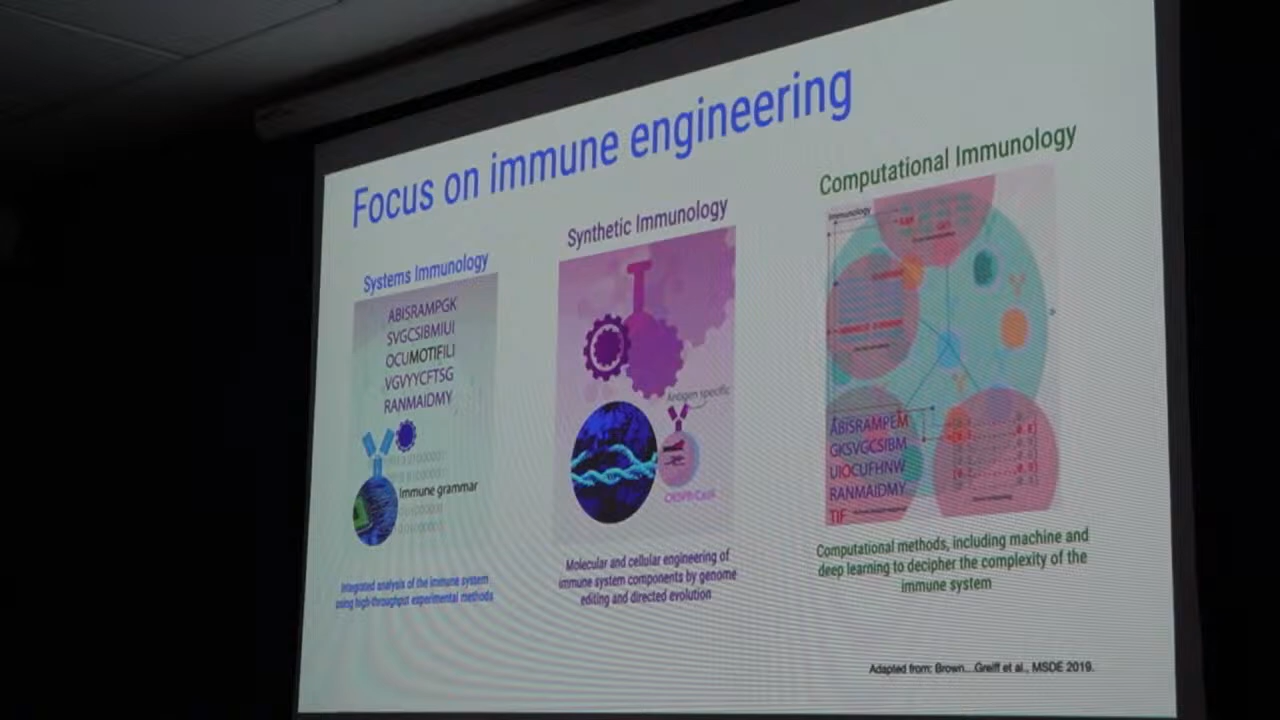 Focus on immune engineering
Systems Immunology
ABISRAMPGK
SVGCSIBMIUI
OCUMOTIFILI
VGVYYCFTSG
RANMAIDMY
Immune grammar
Integrated analysis of the immune system
using high-throughput experimental methods
Synthetic Immunology
Antigen specific
CRISPR/Cas9
Molecular and cellular engineering of
immune system components by genome
editing and directed evolution
Computational Immunology
Immunology
ABISRAMPEM
GKSVGCSIBM
UIOCUFHNW
RANMAIDMY
TIF
Computational methods, including machine and
deep learning to decipher the complexity of the
immune system
Adapted from: Brown...Greiff et al., MSDE 2019.